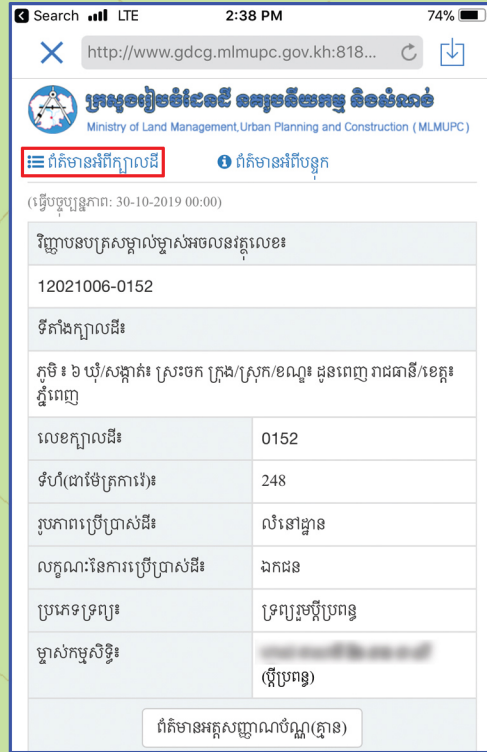 Search LTE 2:38 PM 74%
http://www.gdcg.mlmupc.gov.kh:818...
ក្រសួងរៀបចំដែនដី នគរូបនីយកម្ម និងសំណង់
Ministry of Land Management,Urban Planning and Construction ( MLMUPC)
ព័ត៌មានអំពីក្បាលដី ព័ត៌មានអំពីបន្ទុក
(ធ្វើបច្ចុប្បន្នភាព: 30-10-2019 00:00)
វិញ្ញាបនបត្រសម្គាល់ម្ចាស់អចលនវត្ថុលេខ៖
12021006-0152
ទីតាំងក្បាលដី៖
ភូមិ ៖ ៦ ឃុំ/សង្កាត់៖ ស្រះចក ក្រុង/ស្រុក/ខណ្ឌ៖ ដូនពេញ រាជធានី/ខេត្ត៖
ភ្នំពេញ
លេខក្បាលដី៖ 0152
ទំហំ(ជាម៉ែត្រការ៉េ)៖ 248
រូបភាពប្រើប្រាស់ដី៖ លំនៅដ្ឋាន
លក្ខណៈនៃការប្រើប្រាស់ដី៖ ឯកជន
ប្រភេទទ្រព្យ៖ ទ្រព្យរួមប្តីប្រពន្ធ
ម្ចាស់កម្មសិទ្ធិ៖
(ប្តីប្រពន្ធ)
ព័ត៌មានអត្តសញ្ញាណប័ណ្ណ(គ្មាន)